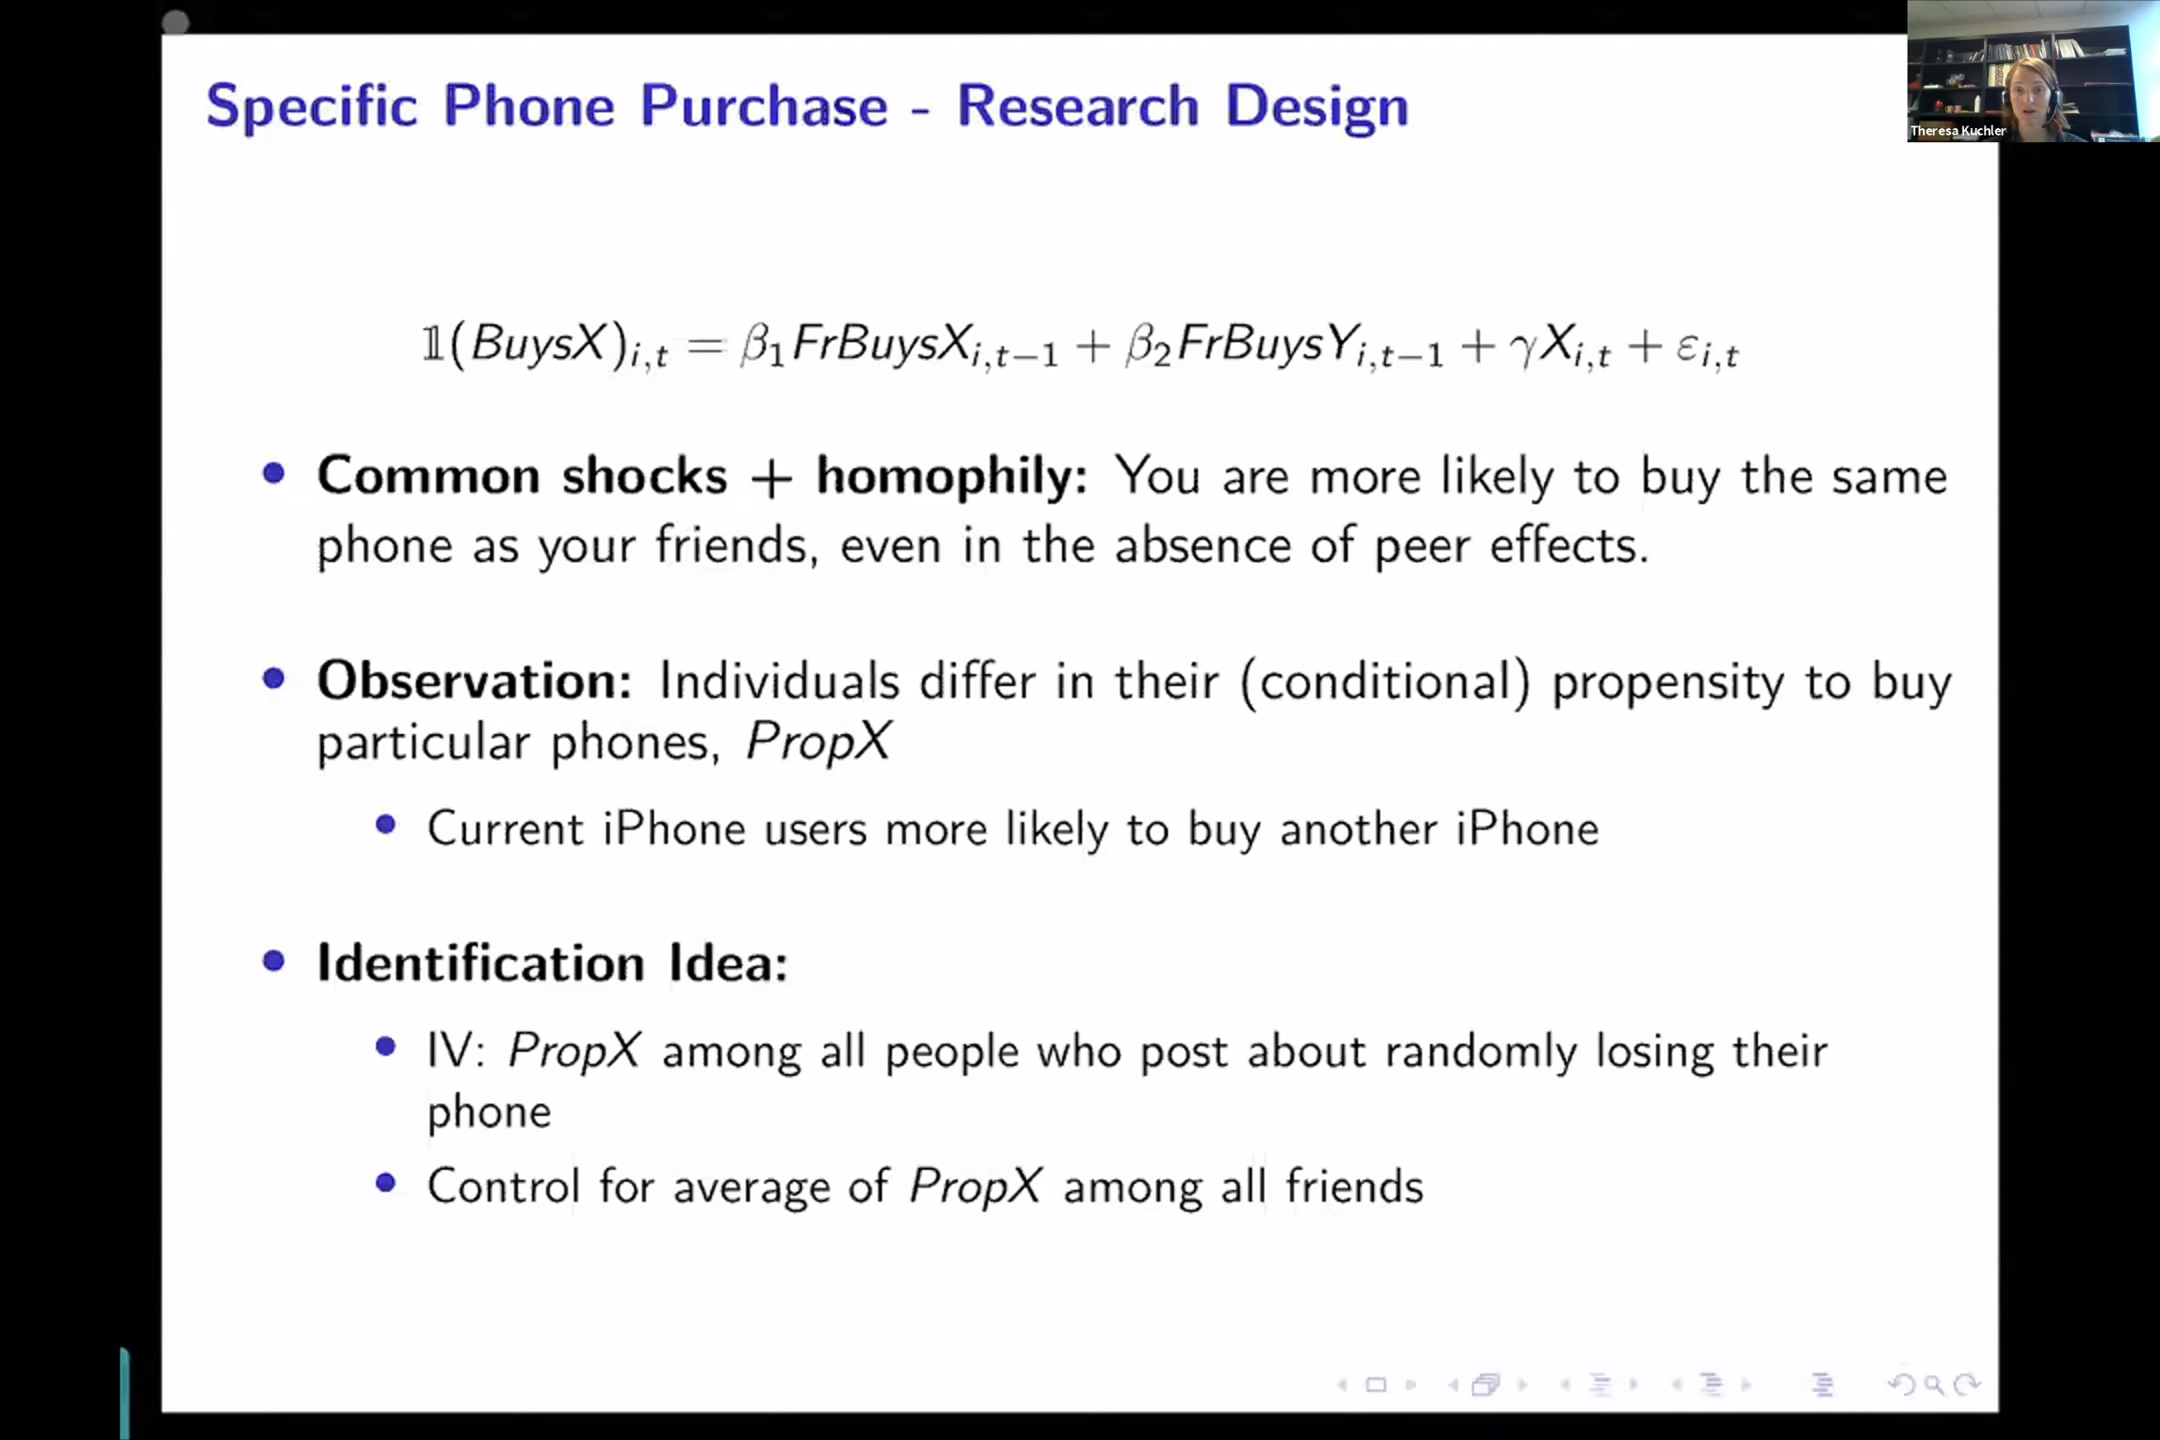 Specific Phone Purchase - Research Design
Theresa Kuchler
𝟙(BuysX)i,t = β1FrBuysXi,t−1 + β2FrBuysYi,t−1 + γXi,t + εi,t
Common shocks + homophily: You are more likely to buy the same
phone as your friends, even in the absence of peer effects.
Observation: Individuals differ in their (conditional) propensity to buy
particular phones, PropX
Current iPhone users more likely to buy another iPhone
Identification Idea:
IV: PropX among all people who post about randomly losing their
phone
Control for average of PropX among all friends